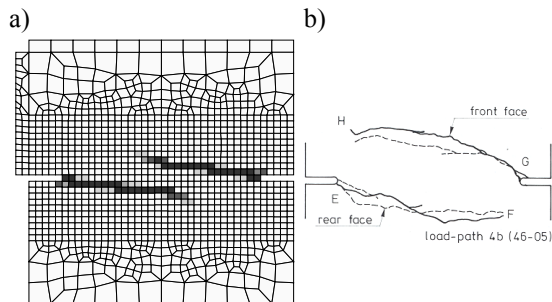 a)
b)
front face
H
G
E
F
rear face
load-path 4b (46-05)